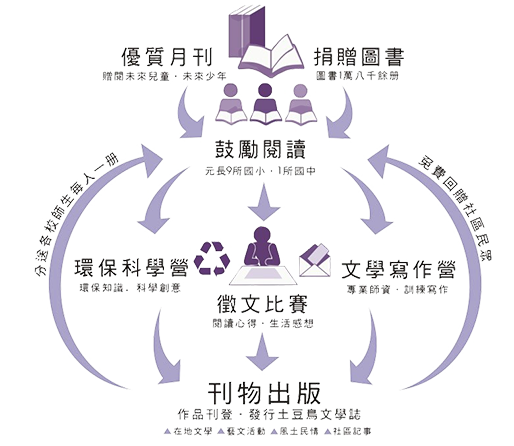 優質月刊
捐贈圖書
贈閱未來兒童・未來少年
圖書1萬八千餘册
鼓勵閱讀
元長9所國小・1所國中
分送各校師生每人一册
免費回贈社區民眾
環保科學營
環保知識．科學創意
文學寫作營
專業師資・訓練寫作
徵文比賽
閱讀心得・生活感想
刊物出版
作品刊登・發行土豆鳥文學誌
▲在地文學 ▲藝文活動 ▲風土民情 ▲社區記事